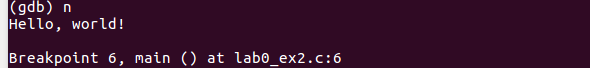 (gdb) n
Hello, world!
Breakpoint 6, main () at lab0_ex2.c:6